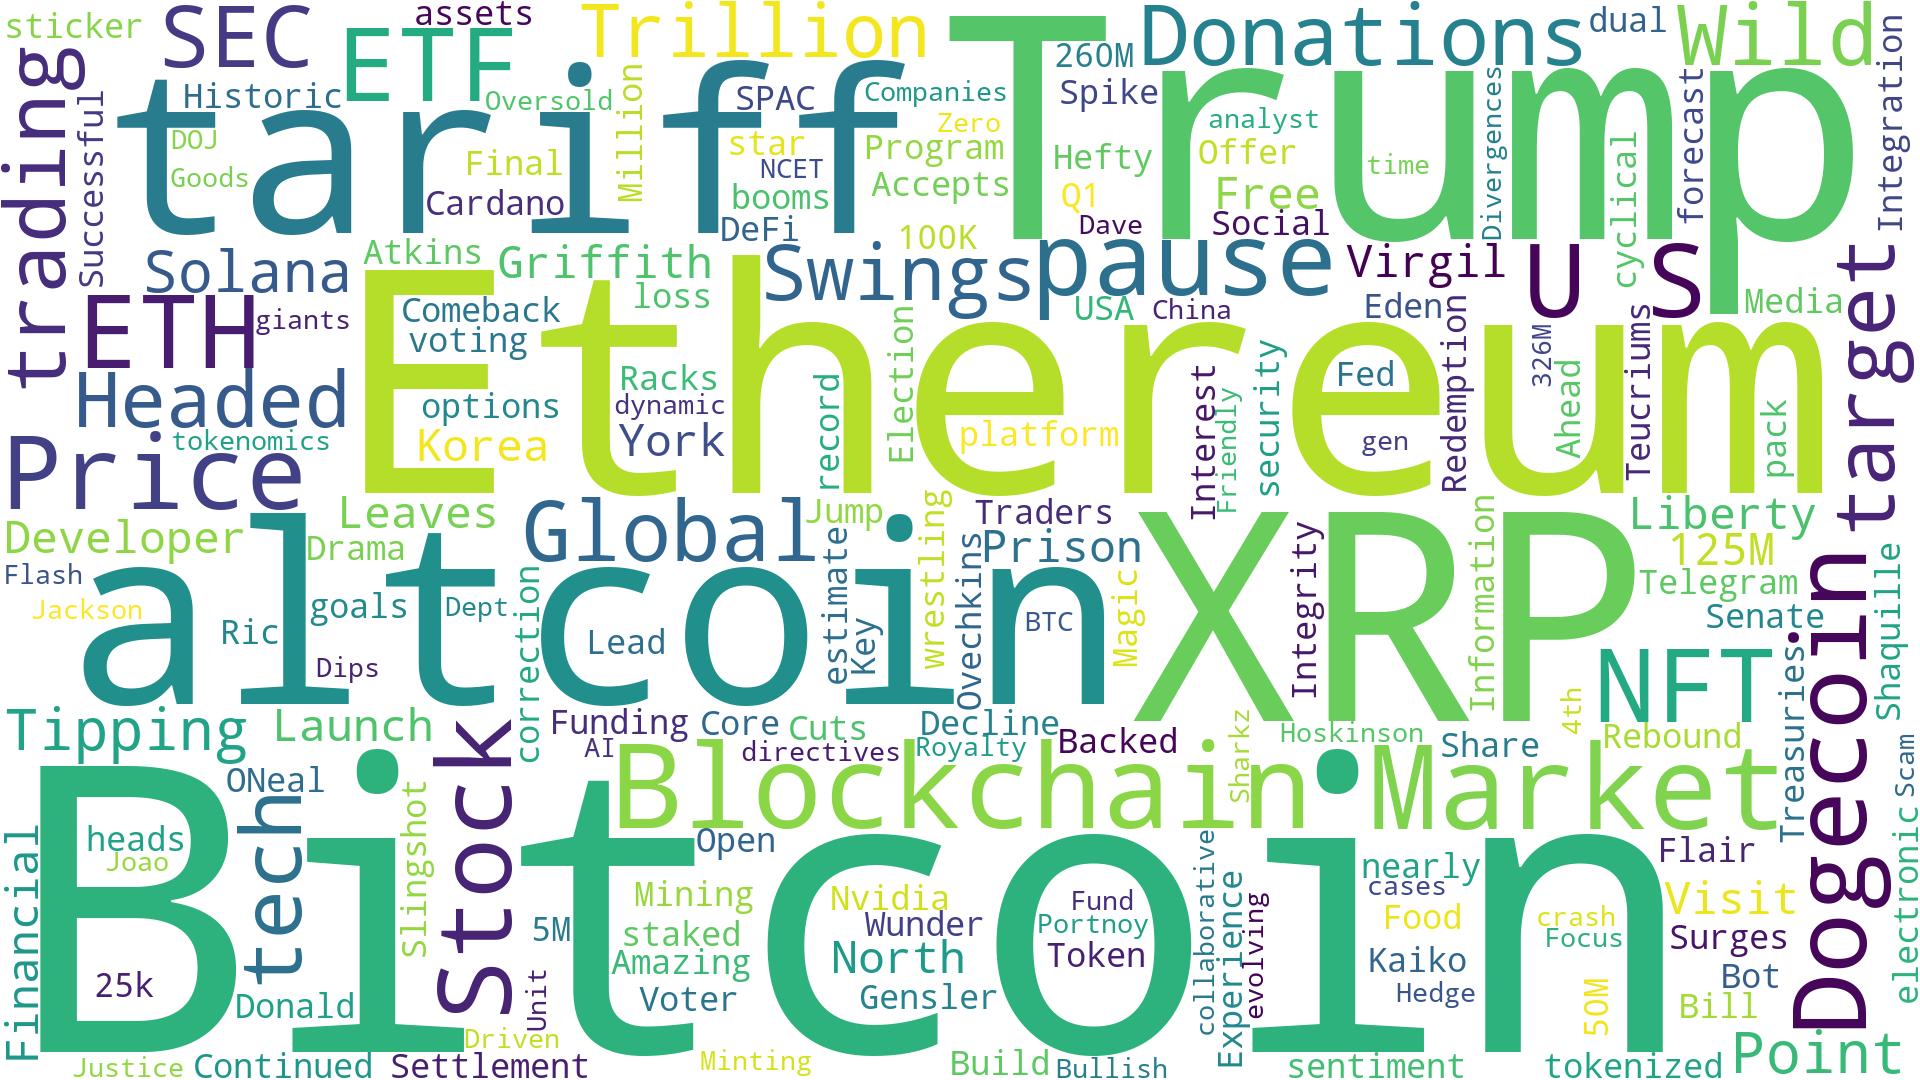 sticker
SEC
assets
ETF
Trillion
Trump
260M
Donations
dual
Wild
trading
Successful
Historic
tariff
Oversold
Million
SPAC
Companies
Spike
analyst
Divergences
cyclical
forecast
Integration
DOJ
Goods
Final
Cardano
star
NCET
booms
DeFi
Zero
Program
Accepts
100K
Hefty
Q1
Dave
Offer
Free
Social
time
Solana
Atkins
Griffith
loss
Swings
pause
USA
China
Virgil
Eden
U S
Media
ETH
giants
Comeback
voting
Ethereum
Election
Headed
tokenomics
options
Korea
Racks
dynamic
York
record
platform
Interest
Friendly
security
Fed
gen
Redemption
326M
Ahead
Teucriums
pack
target
Price
Leaves
Developer
Drama
Flash
Jackson
altcoin
Ric
goals
Dips
Dept
correction
Global
Lead
Jump
estimate
Key
wrestling
Ovechkins
Traders
Prison
BTC
Magic
XRP
Integrity
Information
4th
Liberty
125M
Telegram
Senate
NFT
Treasuries
Shaquille
Dogecoin
Tipping
Launch
Stock
Funding
AI
Core
directives
Cuts
Decline
Royalty
Backed
Sharkz
Hoskinson
Share
Rebound
Scam
ONeal
tech
Slingshot
Blockchain
Market
Financial
heads
Joao
Bitcoin
25k
Donald
Open
Mining
staked
Amazing
Voter
5M
Unit
Nvidia
Wunder
North
Gensler
Fund
Portnoy
Token
collaborative
Experience
evolving
nearly
cases
Food
Kaiko
Hedge
crash
Focus
50M
Flair
Visit
Surges
Bot
Bill
electronic
Justice
Continued
Settlement
Driven
Minting
Build
Bullish
sentiment
tokenized
Point